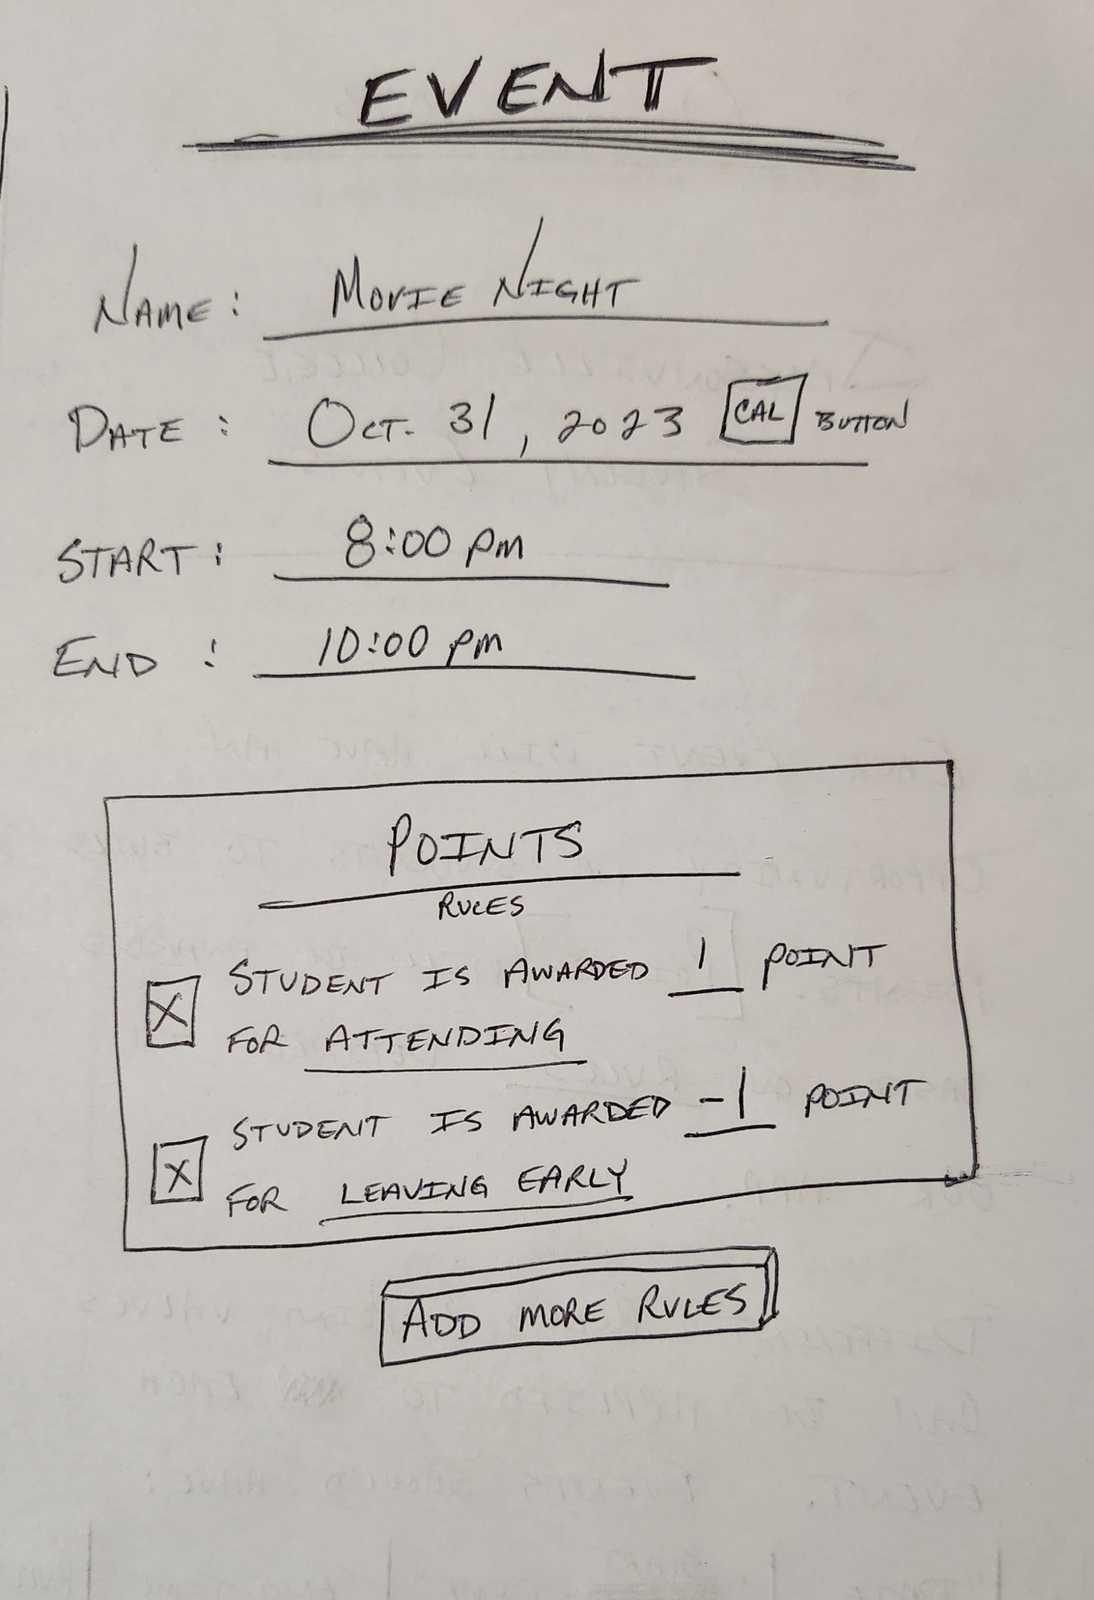 EVENT
NAME: MOVIE NIGHT
DATE: OCT. 31, 2023 CAL BUTTON
START: 8:00 pm
END: 10:00 pm
POINTS
RULES
X STUDENT IS AWARDED 1 POINT
FOR ATTENDING
X STUDENT IS AWARDED -1 POINT
FOR LEAVING EARLY
ADD MORE RULES